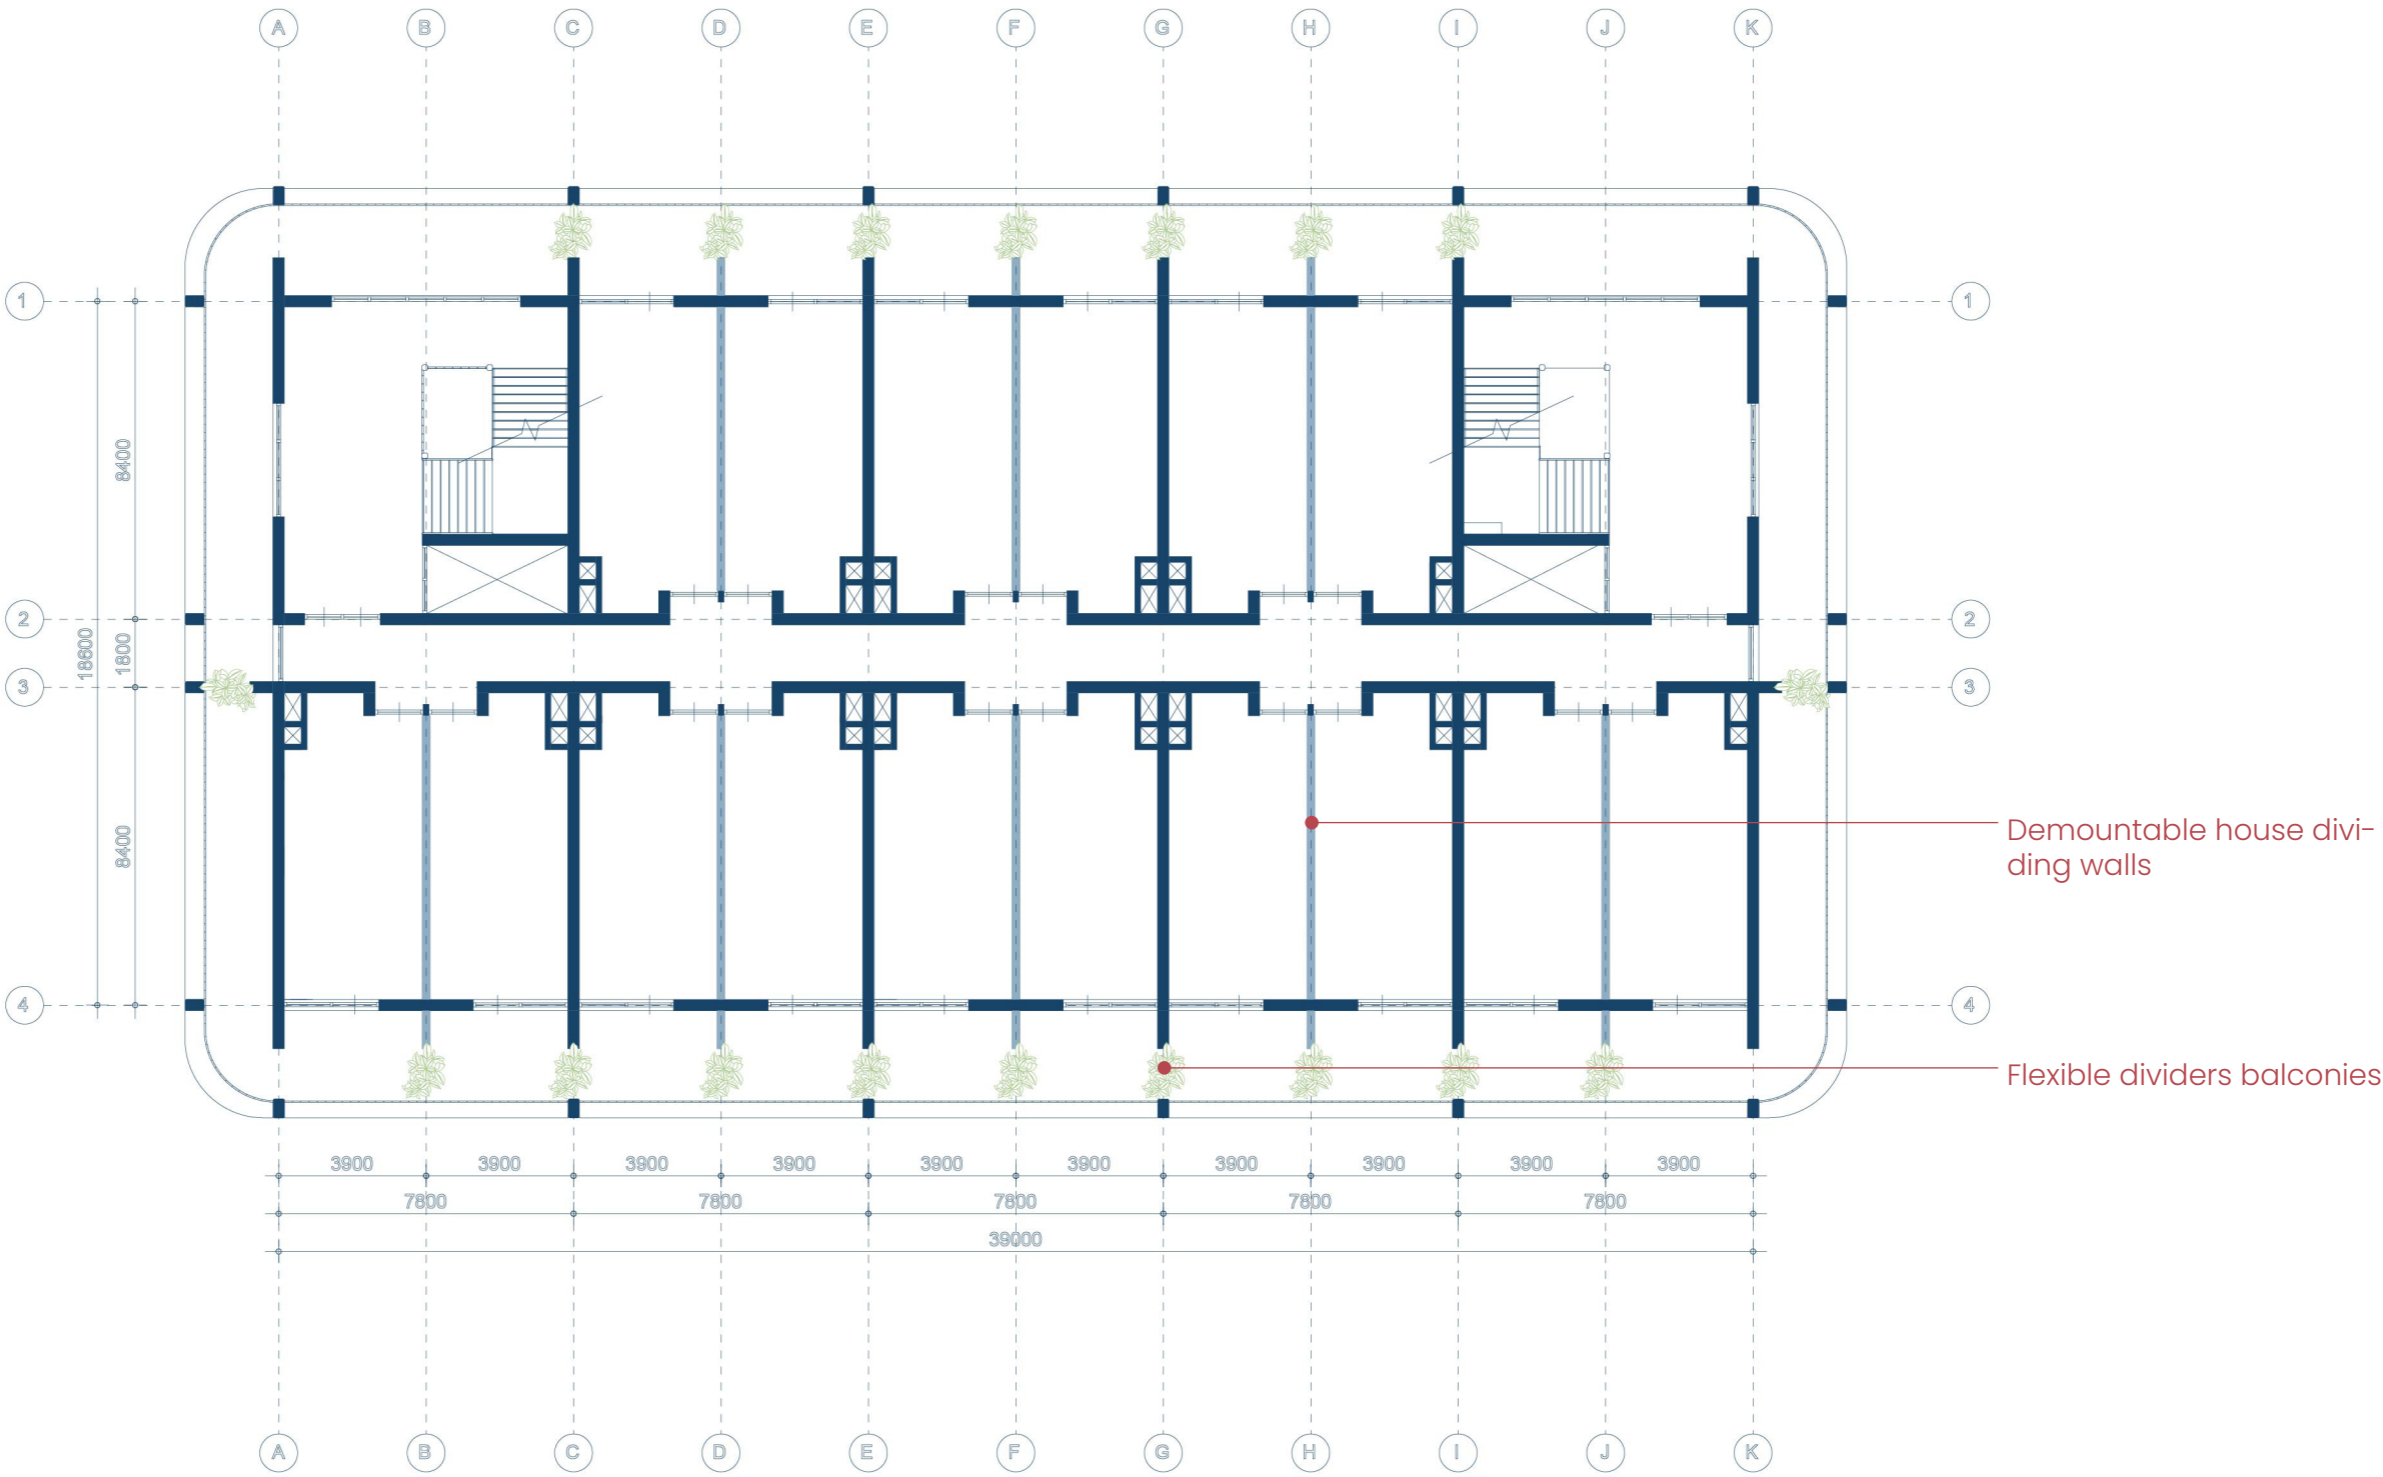 A B C D E F G H I J K
1 1
8400
2 2
18600 1800
3 3
8400
Demountable house divi-
ding walls
4 4
Flexible dividers balconies
3900 3900 3900 3900 3900 3900 3900 3900 3900 3900
7800 7800 7800 7800 7800
39000
A B C D E F G H I J K